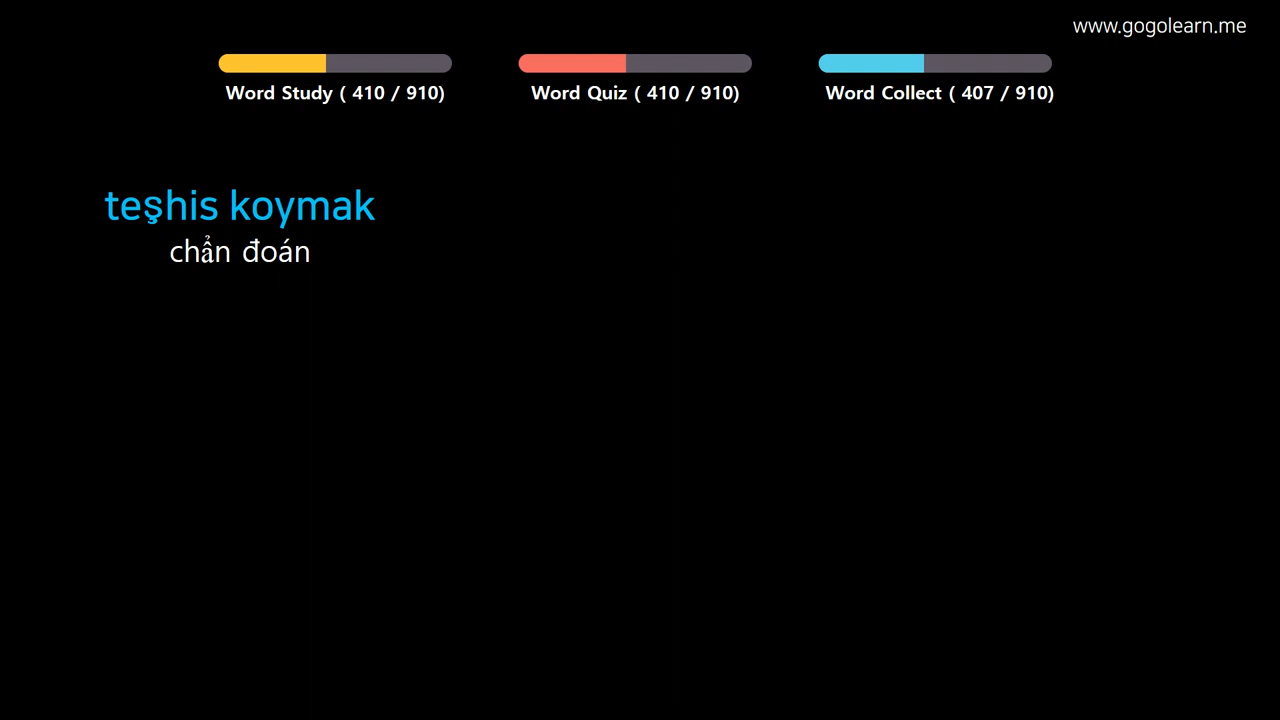 www.gogolearn.me
Word Study ( 410 / 910)
Word Quiz ( 410 / 910)
Word Collect ( 407 / 910)
teşhis koymak
chẩn đoán